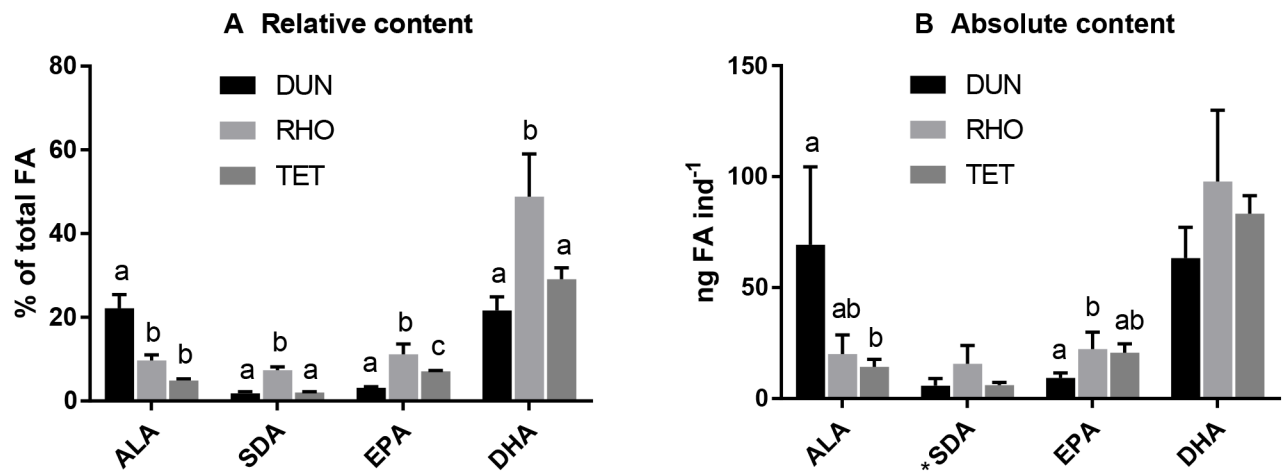 A Relative content
% of total FA
80
60
40
20
0
DUN
RHO
TET
a b b
a b a
a b c
a b a
ALA SDA EPA DHA
B Absolute content
ng FA ind⁻¹
150
100
50
0
DUN
RHO
TET
a ab b
a b ab
ALA *SDA EPA DHA